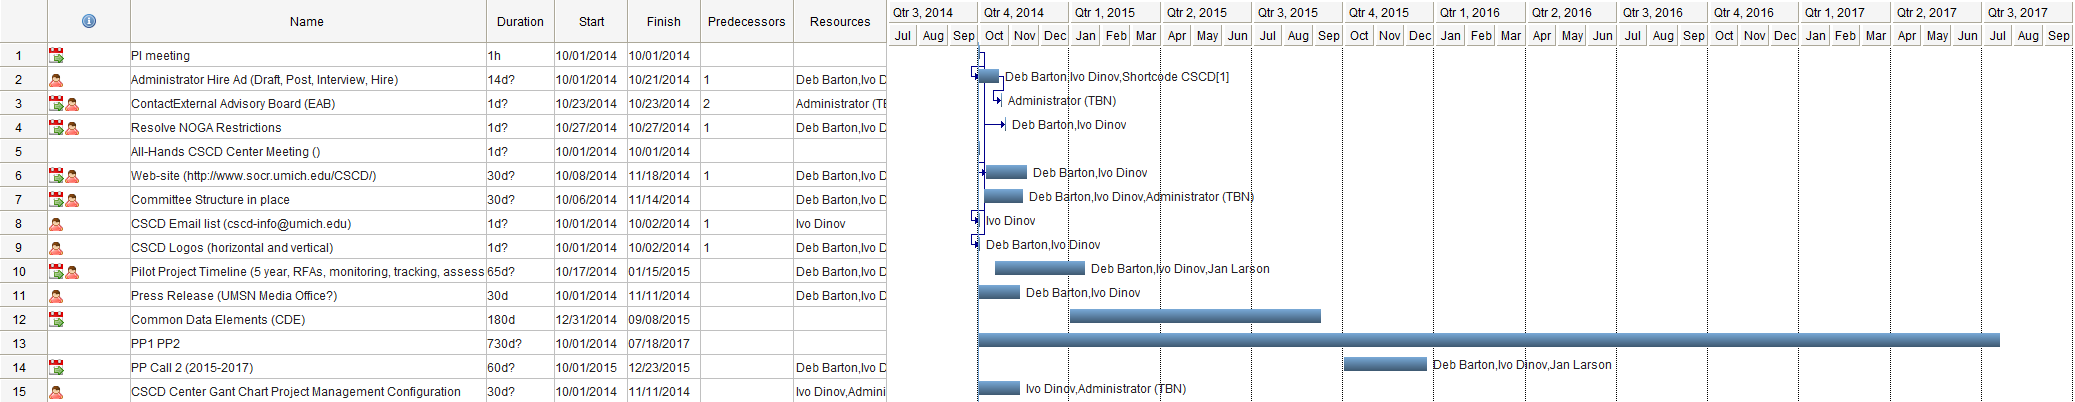 Qtr 3, 2014 Qtr 4, 2014 Qtr 1, 2015 Qtr 2, 2015 Qtr 3, 2015 Qtr 4, 2015 Qtr 1, 2016 Qtr 2, 2016 Qtr 3, 2016 Qtr 4, 2016 Qtr 1, 2017 Qtr 2, 2017 Qtr 3, 2017
Name Duration Start Finish Predecessors Resources
Jul Aug Sep Oct Nov Dec Jan Feb Mar Apr May Jun Jul Aug Sep Oct Nov Dec Jan Feb Mar Apr May Jun Jul Aug Sep Oct Nov Dec Jan Feb Mar Apr May Jun Jul Aug Sep
1 PI meeting 1h 10/01/2014 10/01/2014
2 Administrator Hire Ad (Draft, Post, Interview, Hire) 14d? 10/01/2014 10/21/2014 1 Deb Barton,Ivo D Deb Barton,Ivo Dinov,Shortcode CSCD[1]
3 ContactExternal Advisory Board (EAB) 1d? 10/23/2014 10/23/2014 2 Administrator (TE Administrator (TBN)
4 Resolve NOGA Restrictions 1d? 10/27/2014 10/27/2014 1 Deb Barton,Ivo D Deb Barton,Ivo Dinov
5 All-Hands CSCD Center Meeting () 1d? 10/01/2014 10/01/2014
6 Web-site (http://www.socr.umich.edu/CSCD/) 30d? 10/08/2014 11/18/2014 1 Deb Barton,Ivo D Deb Barton,Ivo Dinov
7 Committee Structure in place 30d? 10/06/2014 11/14/2014 Deb Barton,Ivo D Deb Barton,Ivo Dinov,Administrator (TBN)
8 CSCD Email list (cscd-info@umich.edu) 1d? 10/01/2014 10/02/2014 1 Ivo Dinov Ivo Dinov
9 CSCD Logos (horizontal and vertical) 1d? 10/01/2014 10/02/2014 1 Deb Barton,Ivo D Deb Barton,Ivo Dinov
10 Pilot Project Timeline (5 year, RFAs, monitoring, tracking, assess 65d? 10/17/2014 01/15/2015 Deb Barton,Ivo D Deb Barton,Ivo Dinov,Jan Larson
11 Press Release (UMSN Media Office?) 30d 10/01/2014 11/11/2014 Deb Barton,Ivo D Deb Barton,Ivo Dinov
12 Common Data Elements (CDE) 180d 12/31/2014 09/08/2015
13 PP1 PP2 730d? 10/01/2014 07/18/2017
14 PP Call 2 (2015-2017) 60d? 10/01/2015 12/23/2015 Deb Barton,Ivo D Deb Barton,Ivo Dinov,Jan Larson
15 CSCD Center Gant Chart Project Management Configuration 30d? 10/01/2014 11/11/2014 Ivo Dinov,Admini Ivo Dinov,Administrator (TBN)